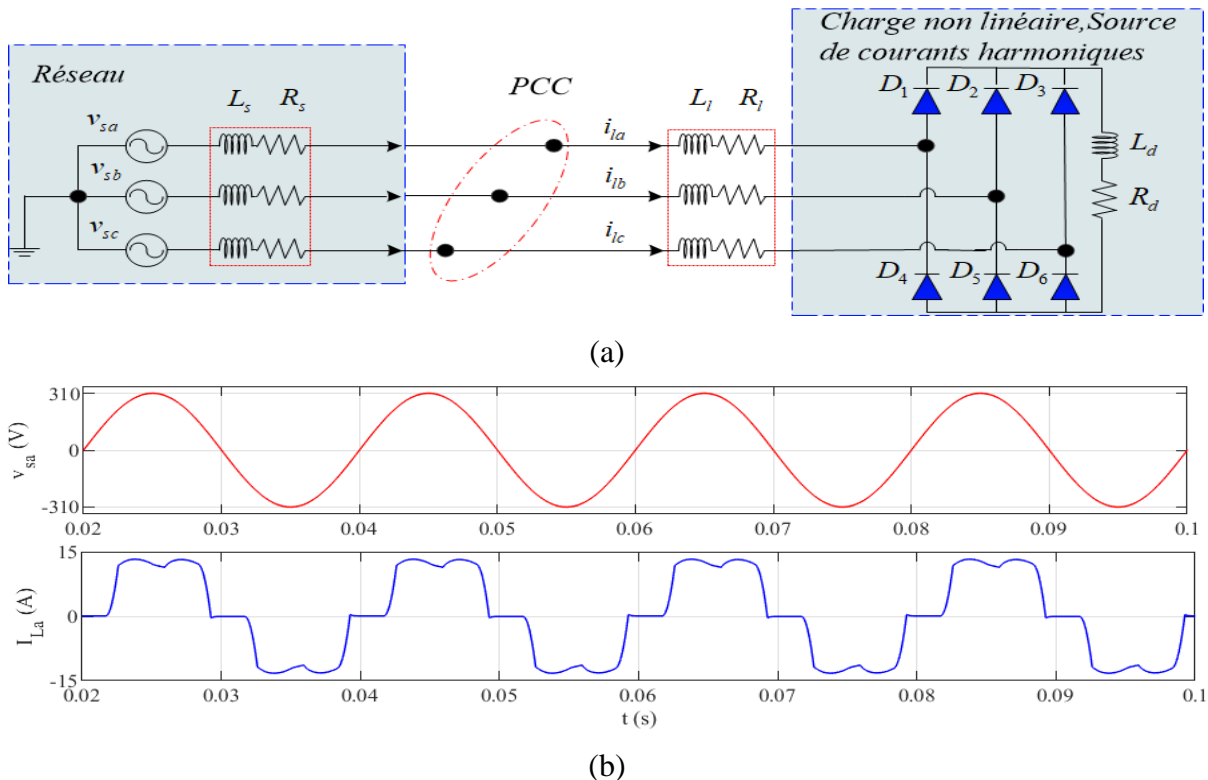 Charge non linéaire,Source
de courants harmoniques
Réseau
PCC
L_s R_s
L_l R_l
D_1 D_2 D_3
v_sa
i_la
L_d
v_sb
i_lb
R_d
v_sc
i_lc
D_4 D_5 D_6
(a)
310
0
-310
v_sa (V)
0.02 0.03 0.04 0.05 0.06 0.07 0.08 0.09 0.1
15
0
-15
I_La (A)
0.02 0.03 0.04 0.05 0.06 0.07 0.08 0.09 0.1
t (s)
(b)